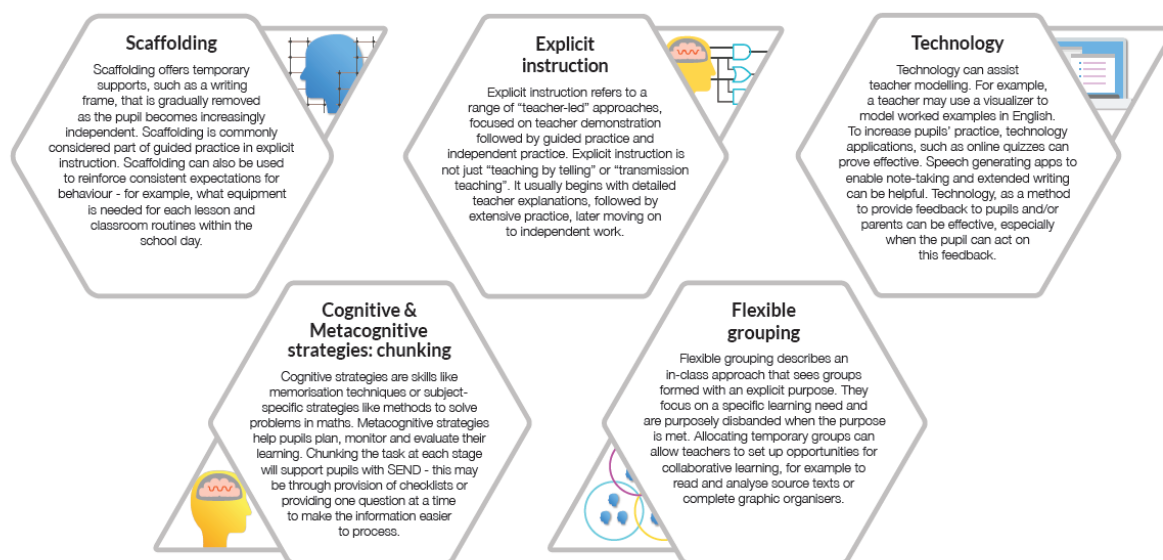 Scaffolding
Scaffolding offers temporary
supports, such as a writing
frame, that is gradually removed
as the pupil becomes increasingly
independent. Scaffolding is commonly
considered part of guided practice in explicit
instruction. Scaffolding can also be used
to reinforce consistent expectations for
behaviour - for example, what equipment
is needed for each lesson and
classroom routines within the
school day.
Explicit
instruction
Explicit instruction refers to a
range of “teacher-led” approaches,
focused on teacher demonstration
followed by guided practice and
independent practice. Explicit instruction is
not just “teaching by telling” or “transmission
teaching”. It usually begins with detailed
teacher explanations, followed by
extensive practice, later moving on
to independent work.
Technology
Technology can assist
teacher modelling. For example,
a teacher may use a visualizer to
model worked examples in English.
To increase pupils’ practice, technology
applications, such as online quizzes can
prove effective. Speech generating apps to
enable note-taking and extended writing
can be helpful. Technology, as a method
to provide feedback to pupils and/or
parents can be effective, especially
when the pupil can act on
this feedback.
Cognitive &
Metacognitive
strategies: chunking
Cognitive strategies are skills like
memorisation techniques or subject-
specific strategies like methods to solve
problems in maths. Metacognitive strategies
help pupils plan, monitor and evaluate their
learning. Chunking the task at each stage
will support pupils with SEND - this may
be through provision of checklists or
providing one question at a time
to make the information easier
to process.
Flexible
grouping
Flexible grouping describes an
in-class approach that sees groups
formed with an explicit purpose. They
focus on a specific learning need and
are purposely disbanded when the purpose
is met. Allocating temporary groups can
allow teachers to set up opportunities for
collaborative learning, for example to
read and analyse source texts or
complete graphic organisers.